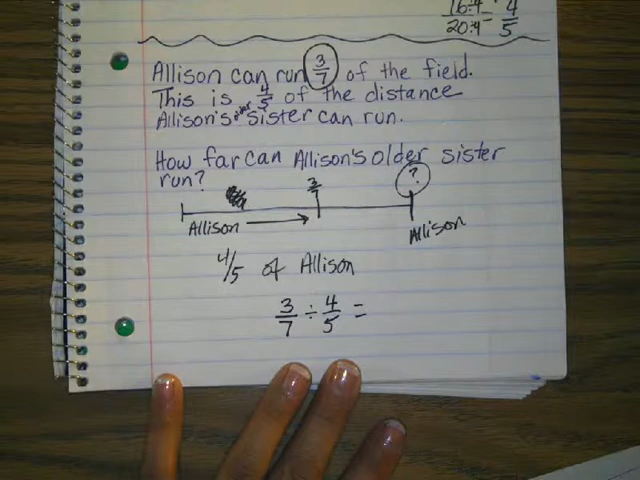 16÷4 = 4
20÷4 5
Allison can run 3/7 of the field.
This is 4/5 of the distance
Allison's older sister can run.
How far can Allison's older sister
run?
3/7 ?
Allison Allison
4/5 of Allison
3/7 ÷ 4/5 =